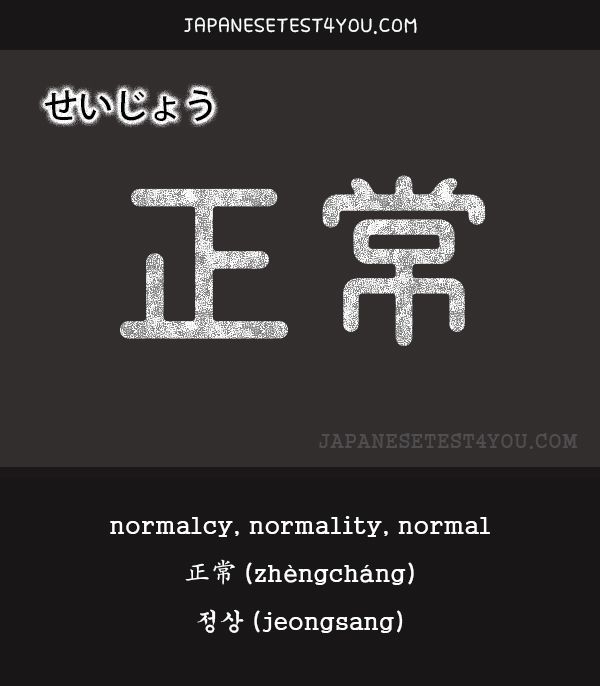 JAPANESETEST4YOU.COM
せいじょう
正常
JAPANESETEST4YOU.COM
normalcy, normality, normal
正常 (zhèngcháng)
정상 (jeongsang)